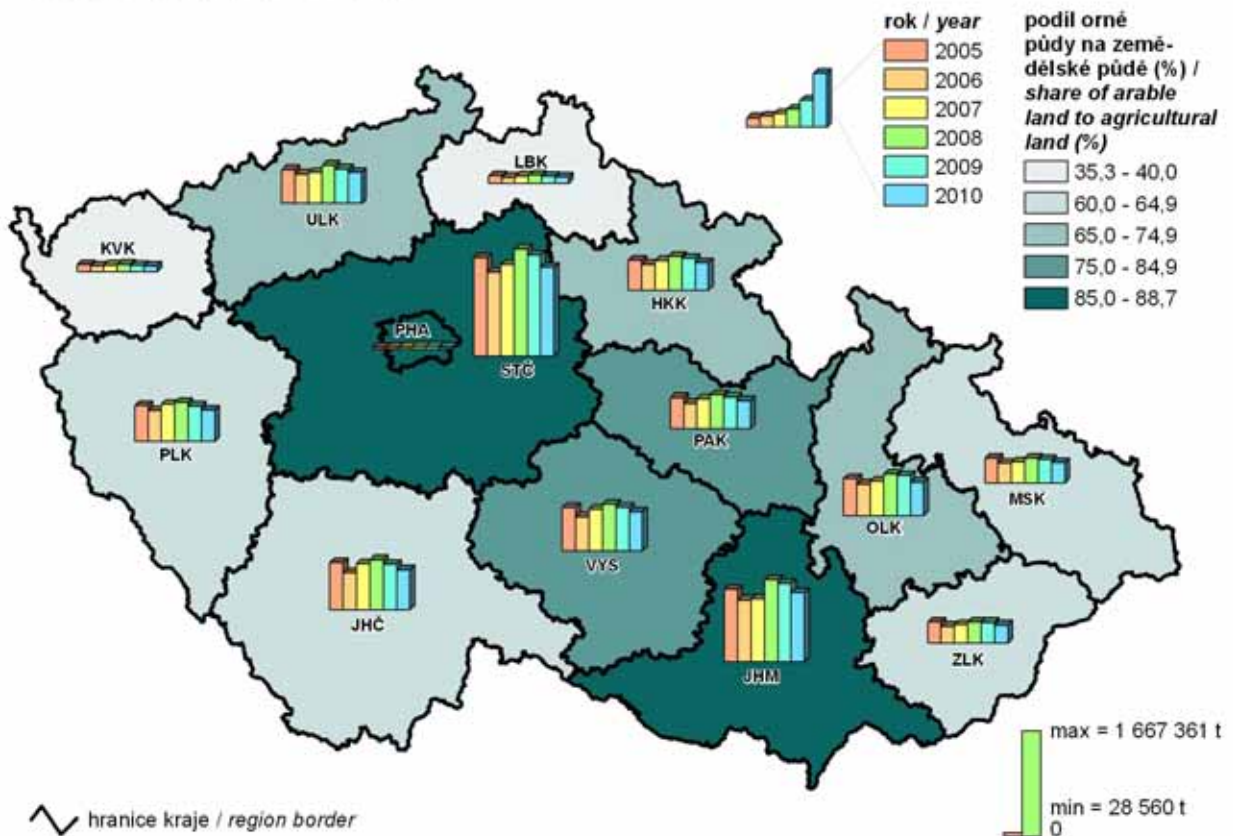 rok / year
2005
2006
2007
2008
2009
2010
podíl orné
půdy na země-
dělské půdě (%) /
share of arable
land to agricultural
land (%)
35,3 - 40,0
60,0 - 64,9
65,0 - 74,9
75,0 - 84,9
85,0 - 88,7
LBK
ULK
KVK
HKK
PHA
STČ
PAK
PLK
MSK
OLK
VYS
JHČ
ZLK
JHM
max = 1 667 361 t
min = 28 560 t
0
hranice kraje / region border